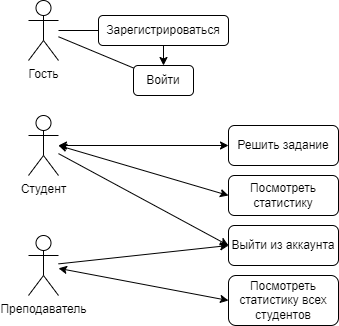 Зарегистрироваться
Войти
Гость
Решить задание
Студент
Посмотреть
статистику
Выйти из аккаунта
Преподаватель
Посмотреть
статистику всех
студентов